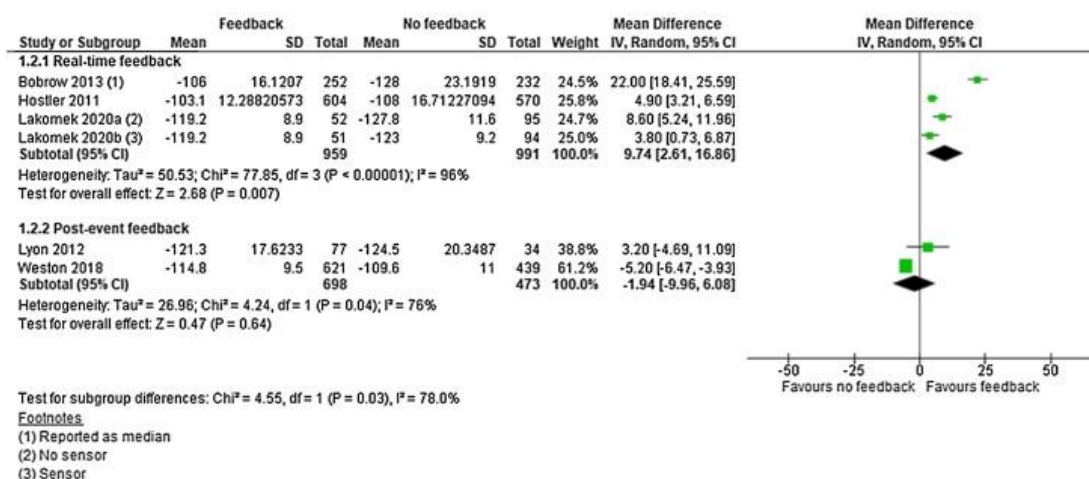 Feedback No feedback Mean Difference Mean Difference
Study or Subgroup Mean SD Total Mean SD Total Weight IV, Random, 95% CI IV, Random, 95% CI
1.2.1 Real-time feedback
Bobrow 2013 (1) -106 16.1207 252 -128 23.1919 232 24.5% 22.00 [18.41, 25.59]
Hostler 2011 -103.1 12.28820573 604 -108 16.71227094 570 25.8% 4.90 [3.21, 6.59]
Lakomek 2020a (2) -119.2 8.9 52 -127.8 11.6 95 24.7% 8.60 [5.24, 11.96]
Lakomek 2020b (3) -119.2 8.9 51 -123 9.2 94 25.0% 3.80 [0.73, 6.87]
Subtotal (95% CI) 959 991 100.0% 9.74 [2.61, 16.86]
Heterogeneity: Tau² = 50.53; Chi² = 77.85, df = 3 (P < 0.00001); I² = 96%
Test for overall effect: Z = 2.68 (P = 0.007)
1.2.2 Post-event feedback
Lyon 2012 -121.3 17.6233 77 -124.5 20.3487 34 38.8% 3.20 [-4.69, 11.09]
Weston 2018 -114.8 9.5 621 -109.6 11 439 61.2% -5.20 [-6.47, -3.93]
Subtotal (95% CI) 698 473 100.0% -1.94 [-9.96, 6.08]
Heterogeneity: Tau² = 26.96; Chi² = 4.24, df = 1 (P = 0.04); I² = 76%
Test for overall effect: Z = 0.47 (P = 0.64)
-50 -25 0 25 50
Favours no feedback Favours feedback
Test for subgroup differences: Chi² = 4.55, df = 1 (P = 0.03), I² = 78.0%
Footnotes
(1) Reported as median
(2) No sensor
(3) Sensor